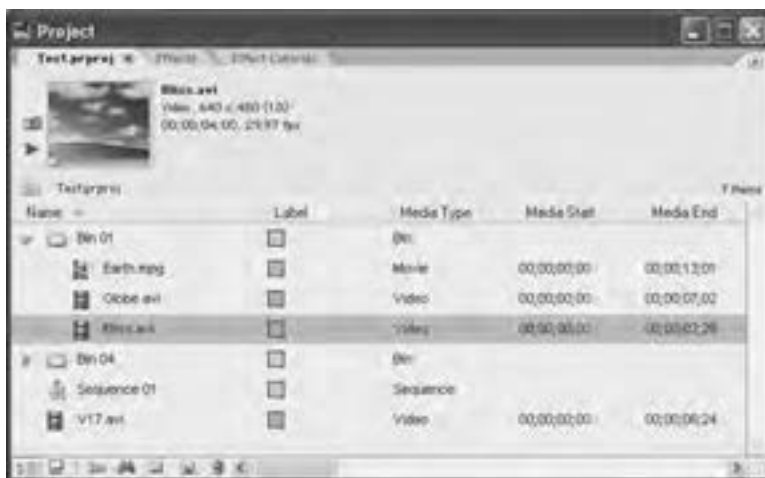 Project
Test.prproj Effects Effect Controls
Bliss.avi
Video, 640 x 480 (1.0)
00;00;04;00, 29.97 fps
Test.prproj
7 Items
Name Label Media Type Media Start Media End
Bin 01 Bin
Earth.mpg Movie 00;00;00;00 00;00;13;01
Globe.avi Video 00;00;00;00 00;00;07;02
Bliss.avi Video 00;00;00;00 00;00;03;29
Bin 04 Bin
Sequence 01 Sequence
V17.avi Video 00;00;00;00 00;00;06;24